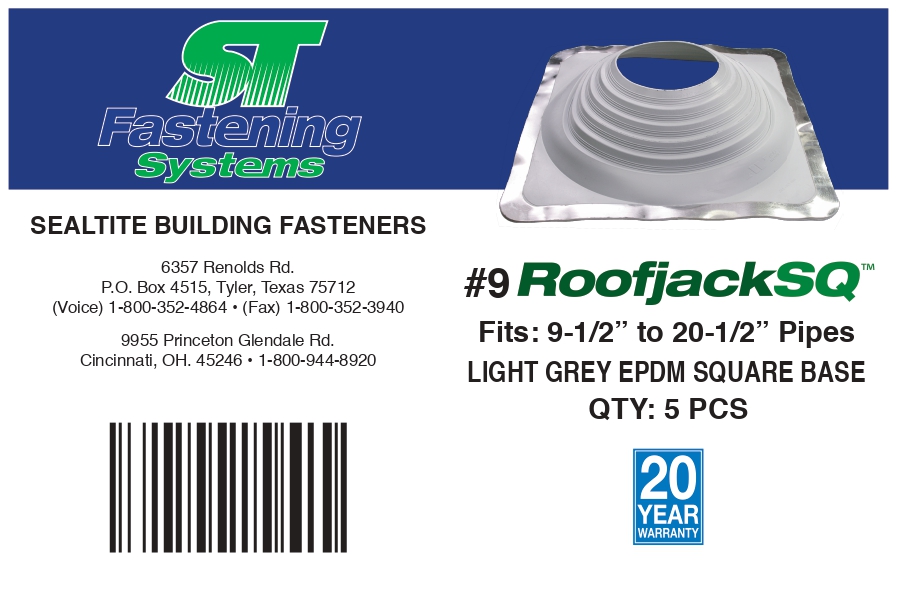 ST
Fastening
Systems
SEALTITE BUILDING FASTENERS
6357 Renolds Rd.
P.O. Box 4515, Tyler, Texas 75712
(Voice) 1-800-352-4864 • (Fax) 1-800-352-3940
9955 Princeton Glendale Rd.
Cincinnati, OH. 45246 • 1-800-944-8920
#9 RoofjackSQ™
Fits: 9-1/2” to 20-1/2” Pipes
LIGHT GREY EPDM SQUARE BASE
QTY: 5 PCS
20
YEAR
WARRANTY